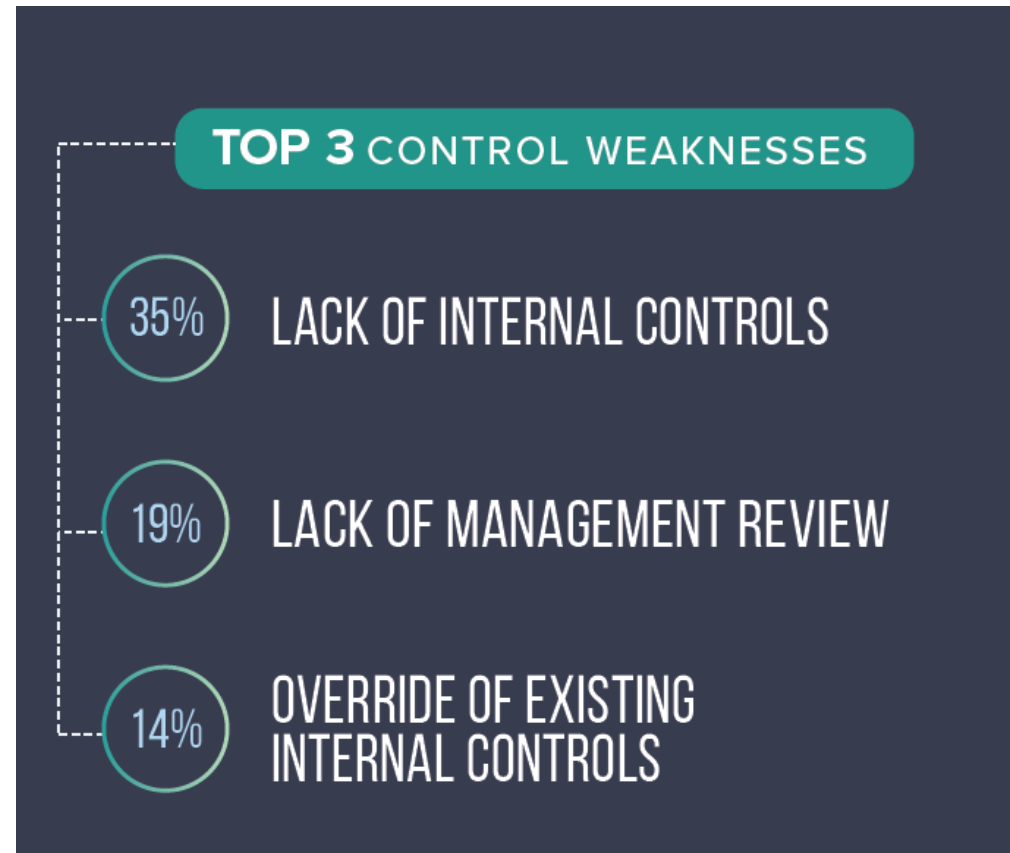 TOP 3 CONTROL WEAKNESSES
35%
LACK OF INTERNAL CONTROLS
19%
LACK OF MANAGEMENT REVIEW
14%
OVERRIDE OF EXISTING
INTERNAL CONTROLS